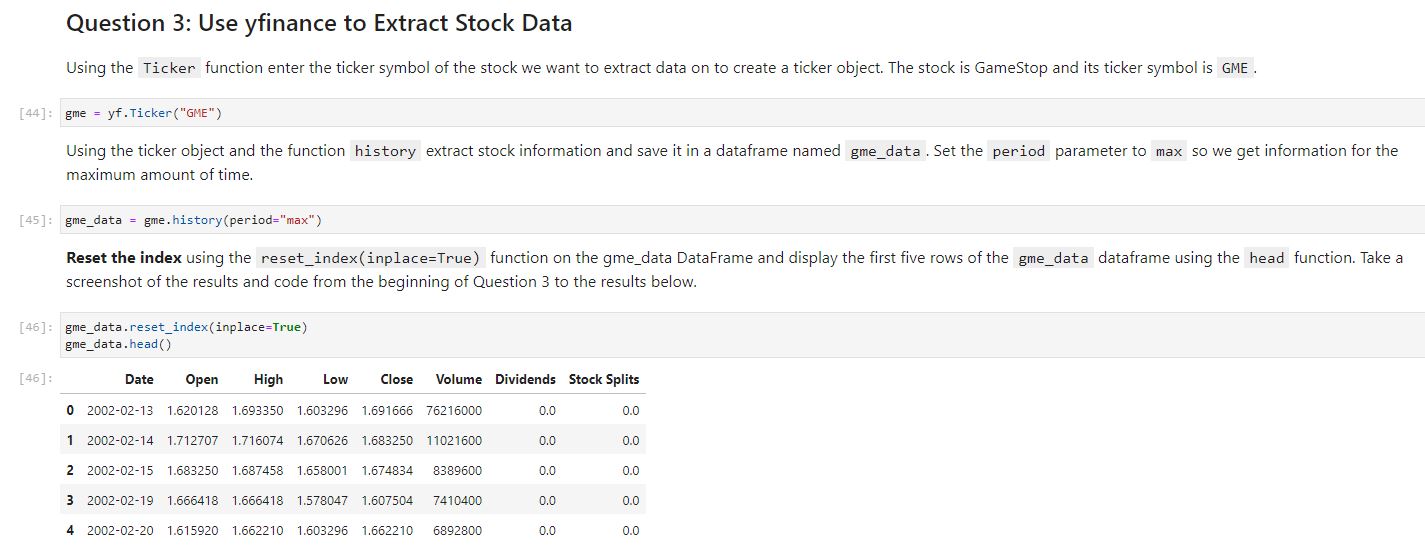 Question 3: Use yfinance to Extract Stock Data
Using the Ticker function enter the ticker symbol of the stock we want to extract data on to create a ticker object. The stock is GameStop and its ticker symbol is GME .
[44]: gme = yf.Ticker("GME")
Using the ticker object and the function history extract stock information and save it in a dataframe named gme_data . Set the period parameter to max so we get information for the
maximum amount of time.
[45]: gme_data = gme.history(period="max")
Reset the index using the reset_index(inplace=True) function on the gme_data DataFrame and display the first five rows of the gme_data dataframe using the head function. Take a
screenshot of the results and code from the beginning of Question 3 to the results below.
[46]: gme_data.reset_index(inplace=True)
gme_data.head()
[46]: Date Open High Low Close Volume Dividends Stock Splits
0 2002-02-13 1.620128 1.693350 1.603296 1.691666 76216000 0.0 0.0
1 2002-02-14 1.712707 1.716074 1.670626 1.683250 11021600 0.0 0.0
2 2002-02-15 1.683250 1.687458 1.658001 1.674834 8389600 0.0 0.0
3 2002-02-19 1.666418 1.666418 1.578047 1.607504 7410400 0.0 0.0
4 2002-02-20 1.615920 1.662210 1.603296 1.662210 6892800 0.0 0.0